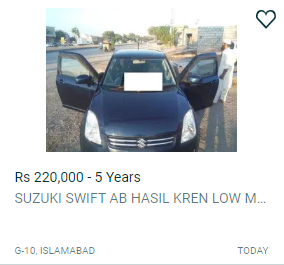 Rs 220,000 - 5 Years
SUZUKI SWIFT AB HASIL KREN LOW M...
G-10, ISLAMABAD
TODAY